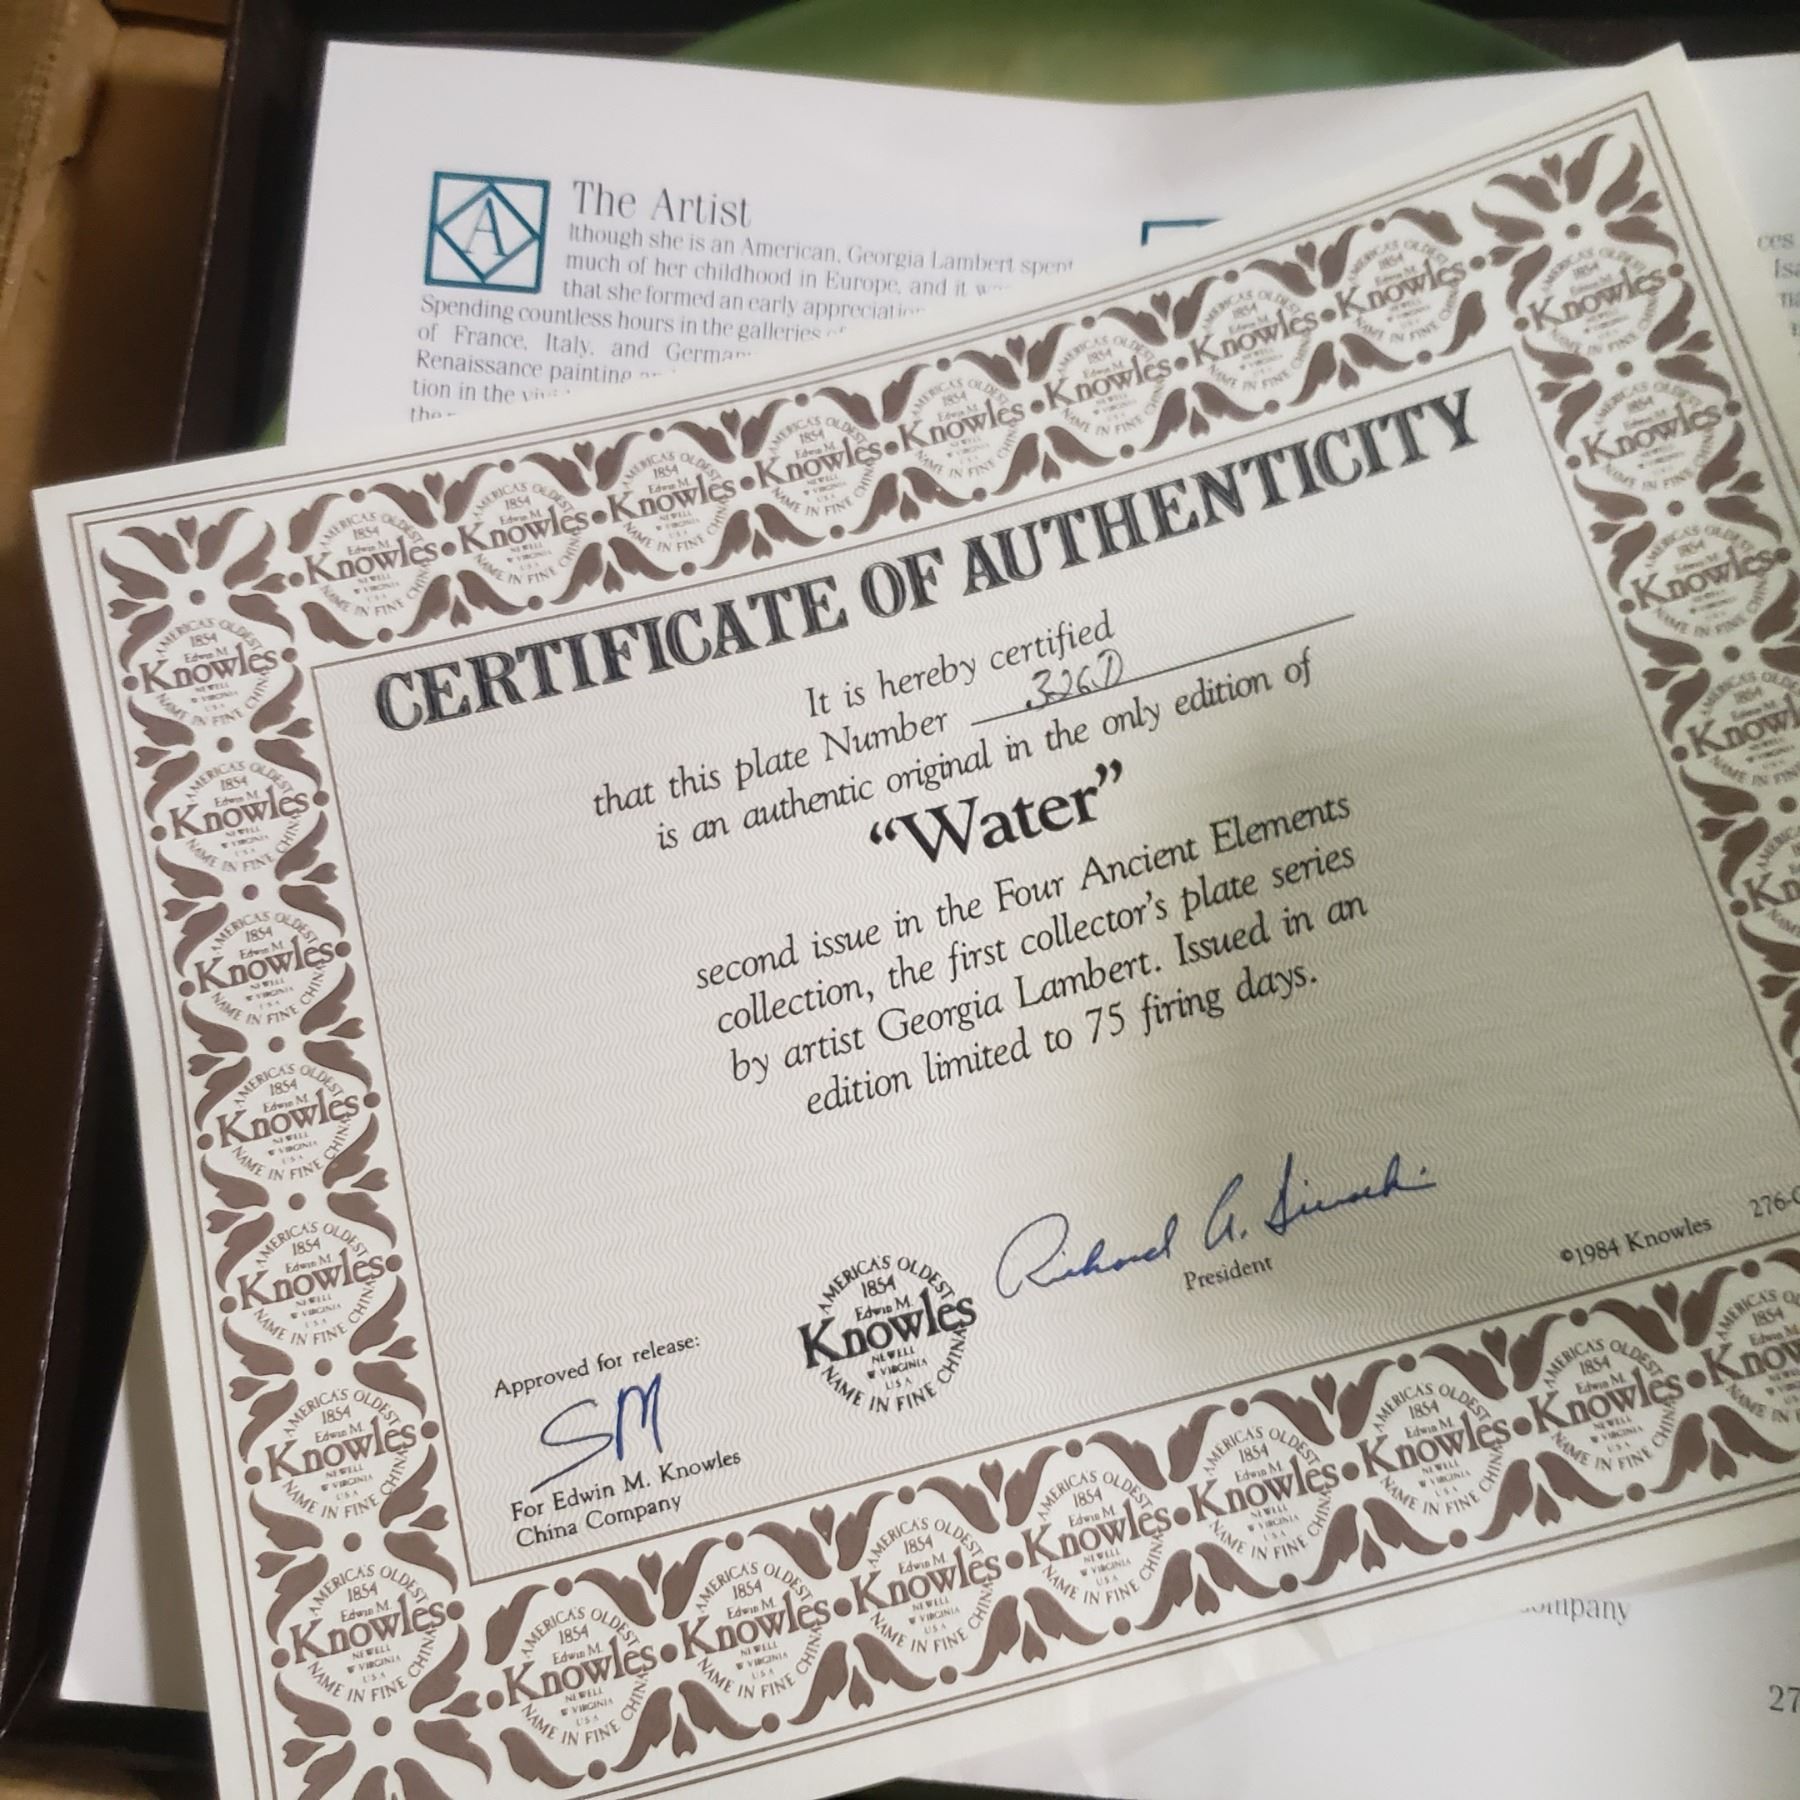 The Artist
A
lthough she is an American, Georgia Lambert spent
much of her childhood in Europe, and it
that she formed an early
Spending countless hours in the galleries
of France, Italy, and
Renaissance painting
tion in the
the
CERTIFICATE OF AUTHENTICITY
It is hereby certified
that this plate Number 326D
is an authentic original in the only edition of
“Water”
second issue in the Four Ancient Elements
collection, the first collector's plate series
by artist Georgia Lambert. Issued in an
edition limited to 75 firing days.
Richard A.
President
©1984 Knowles
AMERICA'S OLDEST
1854
Edwin M.
Knowles
NEWELL
W VIRGINIA
USA
NAME IN FINE CHINA
Approved for release:
SM
For Edwin M. Knowles
China Company